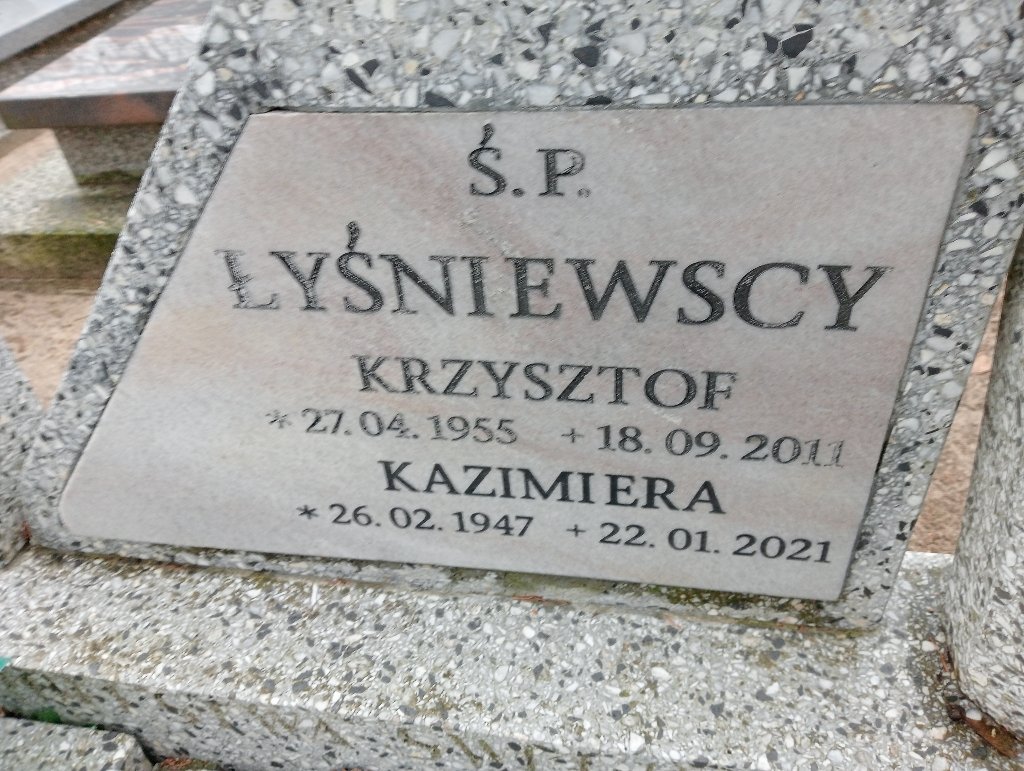 Ś. P.
ŁYŚNIEWSCY
KRZYSZTOF
* 27. 04. 1955 + 18. 09. 2011
KAZIMIERA
* 26. 02. 1947 + 22. 01. 2021